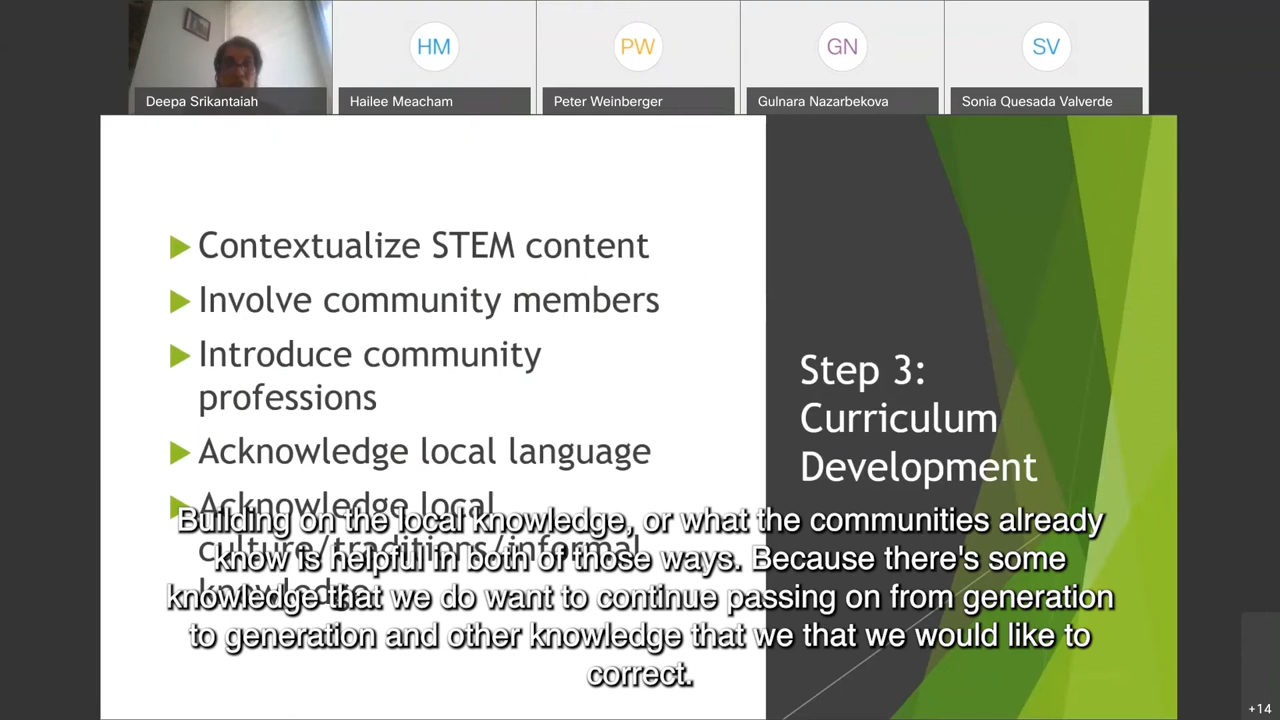 HM
PW
GN
SV
Deepa Srikantaiah
Hailee Meacham
Peter Weinberger
Gulnara Nazarbekova
Sonia Quesada Valverde
Contextualize STEM content
Involve community members
Introduce community
professions
Acknowledge local language
Acknowledge local
culture/traditions/informal
knowledge
Step 3:
Curriculum
Development
Building on the local knowledge, or what the communities already
know is helpful in both of those ways. Because there's some
knowledge that we do want to continue passing on from generation
to generation and other knowledge that we that we would like to
correct.
+14